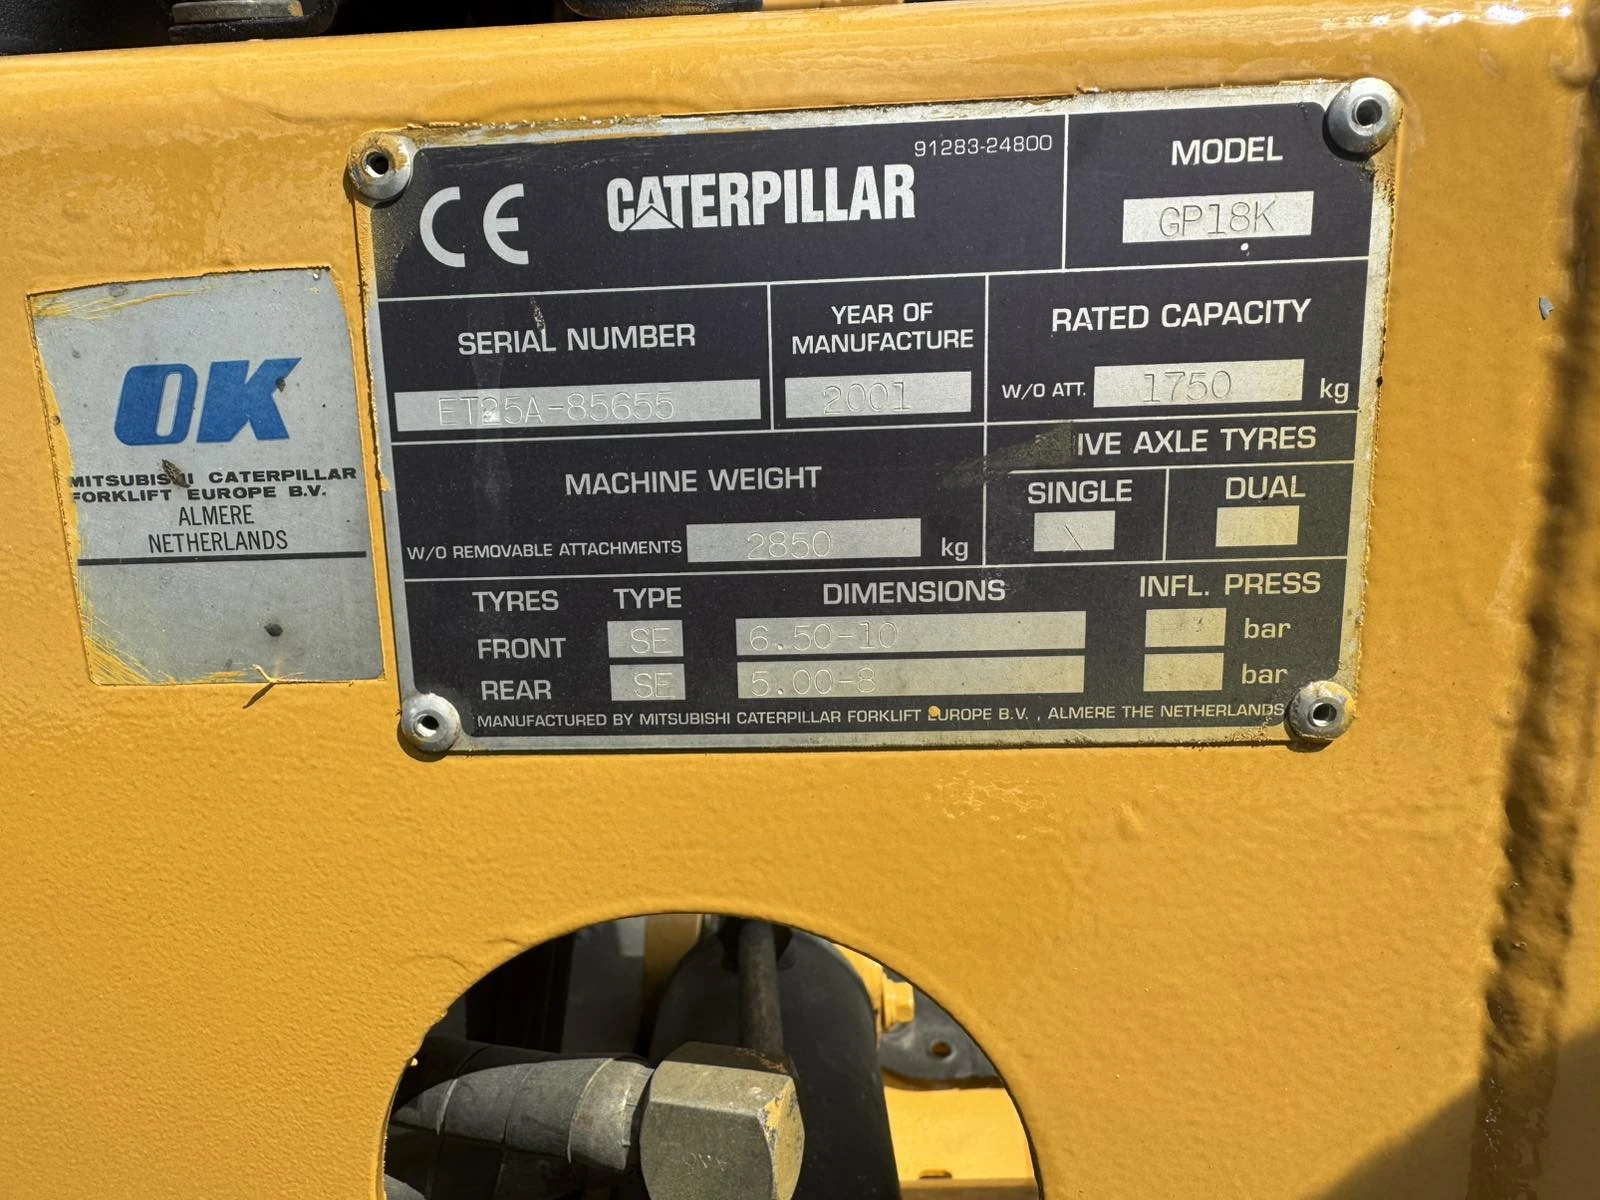 91283-24800
CE CATERPILLAR
MODEL
GP18K
SERIAL NUMBER
ET25A-85655
YEAR OF
MANUFACTURE
2001
RATED CAPACITY
W/O ATT. 1750 kg
MACHINE WEIGHT
W/O REMOVABLE ATTACHMENTS 2850 kg
IVE AXLE TYRES
SINGLE DUAL
X
TYRES TYPE DIMENSIONS INFL. PRESS
FRONT SE 6.50-10 bar
REAR SE 5.00-8 bar
MANUFACTURED BY MITSUBISHI CATERPILLAR FORKLIFT EUROPE B.V. , ALMERE THE NETHERLANDS
OK
MITSUBISHI CATERPILLAR
FORKLIFT EUROPE B.V.
ALMERE
NETHERLANDS